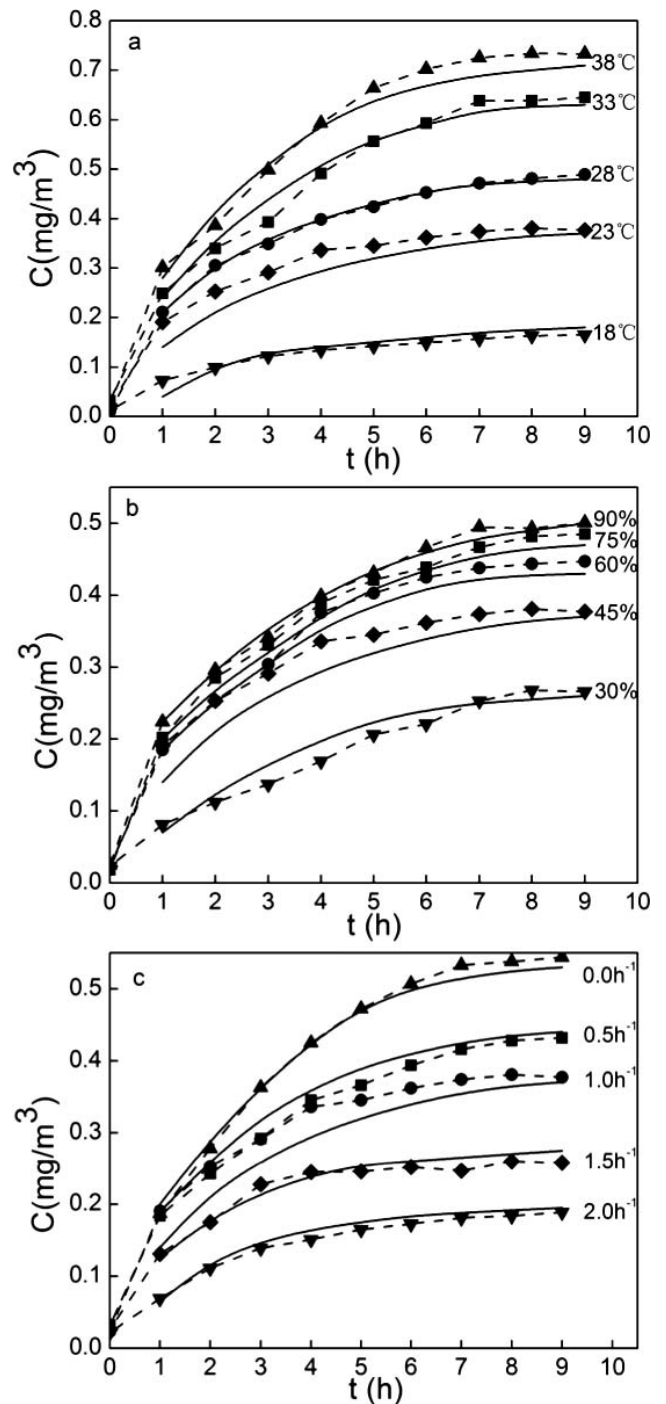 a
0.8
0.7
0.6
0.5
0.4
0.3
0.2
0.1
0.0
C(mg/m³)
38℃
33℃
28℃
23℃
18℃
0 1 2 3 4 5 6 7 8 9 10
t (h)
b
0.5
0.4
0.3
0.2
0.1
0.0
C(mg/m³)
90%
75%
60%
45%
30%
0 1 2 3 4 5 6 7 8 9 10
t (h)
c
0.5
0.4
0.3
0.2
0.1
0.0
C(mg/m³)
0.0h⁻¹
0.5h⁻¹
1.0h⁻¹
1.5h⁻¹
2.0h⁻¹
0 1 2 3 4 5 6 7 8 9 10
t (h)